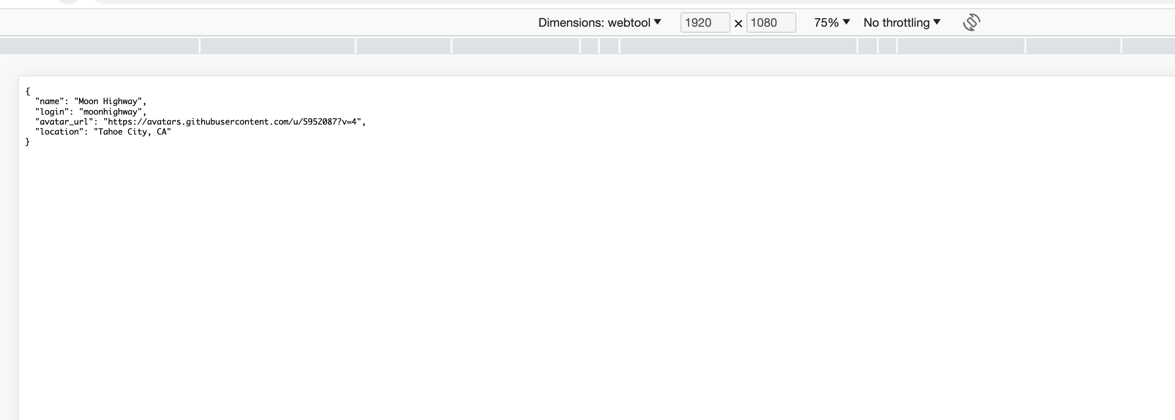 Dimensions: webtool ▼ 1920 × 1080 75% ▼ No throttling ▼
{
  "name": "Moon Highway",
  "login": "moonhighway",
  "avatar_url": "https://avatars.githubusercontent.com/u/5952087?v=4",
  "location": "Tahoe City, CA"
}